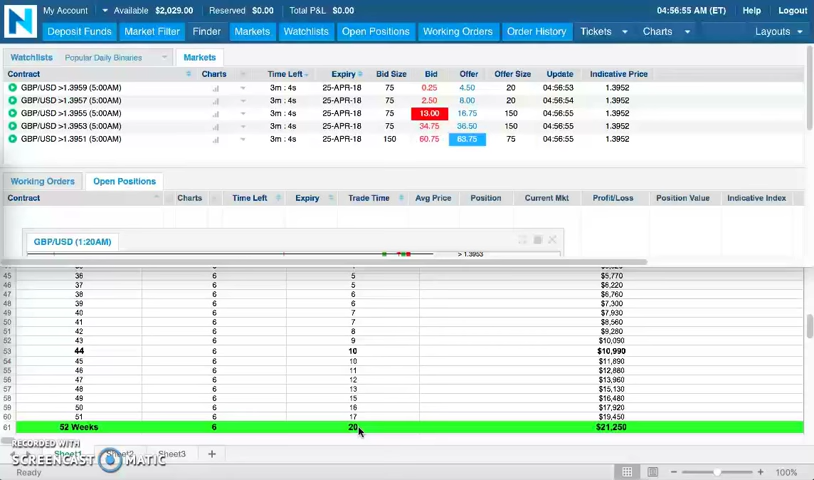 N My Account Available $2,029.00 Reserved $0.00 Total P&L $0.00 04:56:55 AM (ET) Help Logout
Deposit Funds Market Filter Finder Markets Watchlists Open Positions Working Orders Order History Tickets Charts Layouts
Watchlists Popular Daily Binaries Markets
Contract Charts Time Left Expiry Bid Size Bid Offer Offer Size Update Indicative Price
GBP/USD >1.3959 (5:00AM) 3m : 4s 25-APR-18 75 0.25 4.50 20 04:56:53 1.3952
GBP/USD >1.3957 (5:00AM) 3m : 4s 25-APR-18 75 2.50 8.00 20 04:56:54 1.3952
GBP/USD >1.3955 (5:00AM) 3m : 4s 25-APR-18 75 13.00 16.75 150 04:56:55 1.3952
GBP/USD >1.3953 (5:00AM) 3m : 4s 25-APR-18 75 34.75 150 04:56:55 1.3952
GBP/USD >1.3951 (5:00AM) 3m : 4s 25-APR-18 150 60.75 63.75 75 04:56:55 1.3952
Working Orders Open Positions
Contract Charts Time Left Expiry Trade Time Avg Price Position Current Mkt Profit/Loss Position Value Indicative Index
GBP/USD (1:20AM)
> 1.3953
45 36 6 5 $5,770
46 37 6 5 $6,220
47 38 6 6 $6,760
48 39 6 6 $7,300
49 40 6 7 $7,930
50 41 6 7 $8,560
51 42 6 8 $9,280
52 43 6 9 $10,090
53 44 6 10 $10,990
54 45 6 10 $11,890
55 46 6 11 $12,880
56 47 6 12 $13,960
57 48 6 13 $15,130
58 49 6 15 $16,480
59 50 6 16 $17,920
60 51 6 17 $19,450
61 52 Weeks 6 20 $21,250
RECORDED WITH
SCREENCAST MATIC
Sheet1 Sheet2 Sheet3 +
Ready 100%